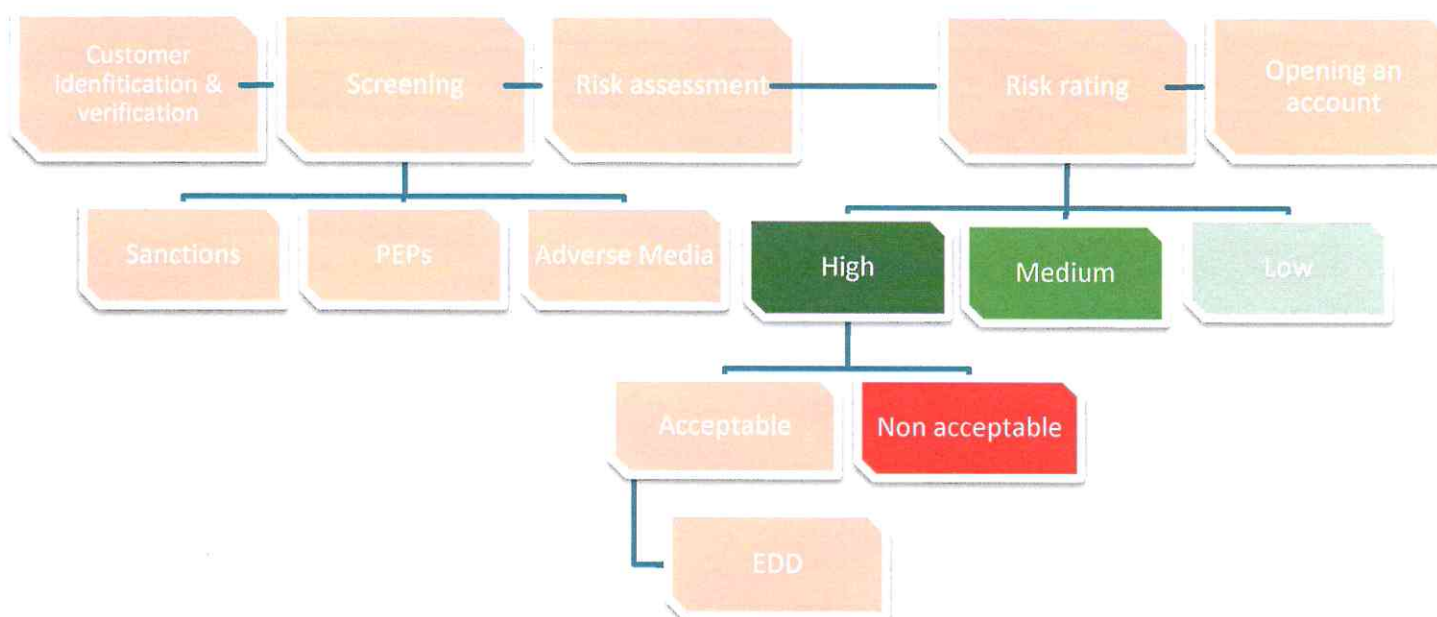 Customer
idenfitication &
verification
Screening
Risk assessment
Risk rating
Opening an
account
Sanctions
PEPs
Adverse Media
High
Medium
Low
Acceptable
Non acceptable
EDD